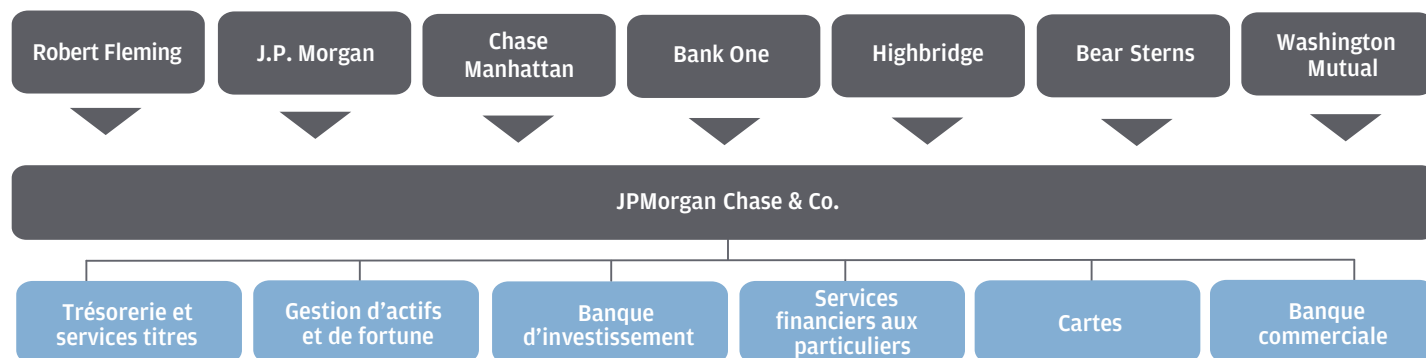 Robert Fleming
J.P. Morgan
Chase
Manhattan
Bank One
Highbridge
Bear Sterns
Washington
Mutual
JPMorgan Chase & Co.
Trésorerie et
services titres
Gestion d’actifs
et de fortune
Banque
d’investissement
Services
financiers aux
particuliers
Cartes
Banque
commerciale